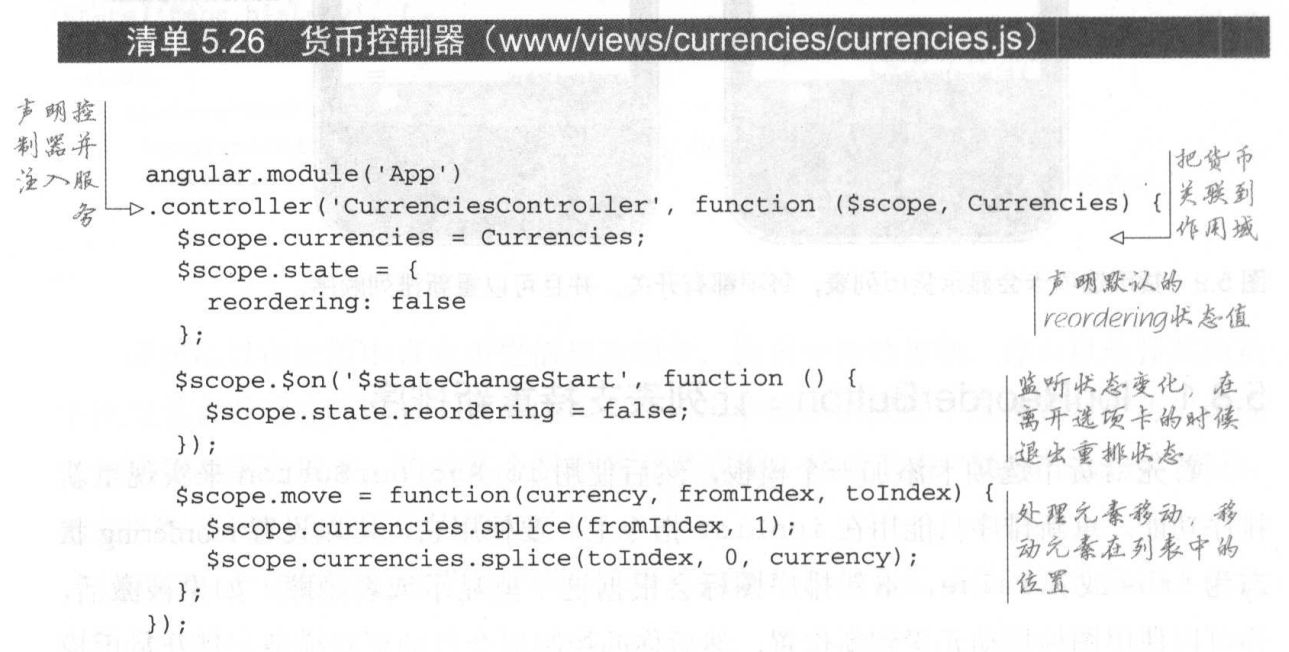 清单 5.26 货币控制器（www/views/currencies/currencies.js）
声明控
制器并
注入服
务
angular.module('App')
.controller('CurrenciesController', function ($scope, Currencies) {
$scope.currencies = Currencies;
$scope.state = {
reordering: false
};
$scope.$on('$stateChangeStart', function () {
$scope.state.reordering = false;
});
$scope.move = function(currency, fromIndex, toIndex) {
$scope.currencies.splice(fromIndex, 1);
$scope.currencies.splice(toIndex, 0, currency);
};
});
把货币
关联到
作用域
声明默认的
reordering状态值
监听状态变化，在
离开选项卡的时候
退出重排状态
处理元素移动、移
动元素在列表中的
位置